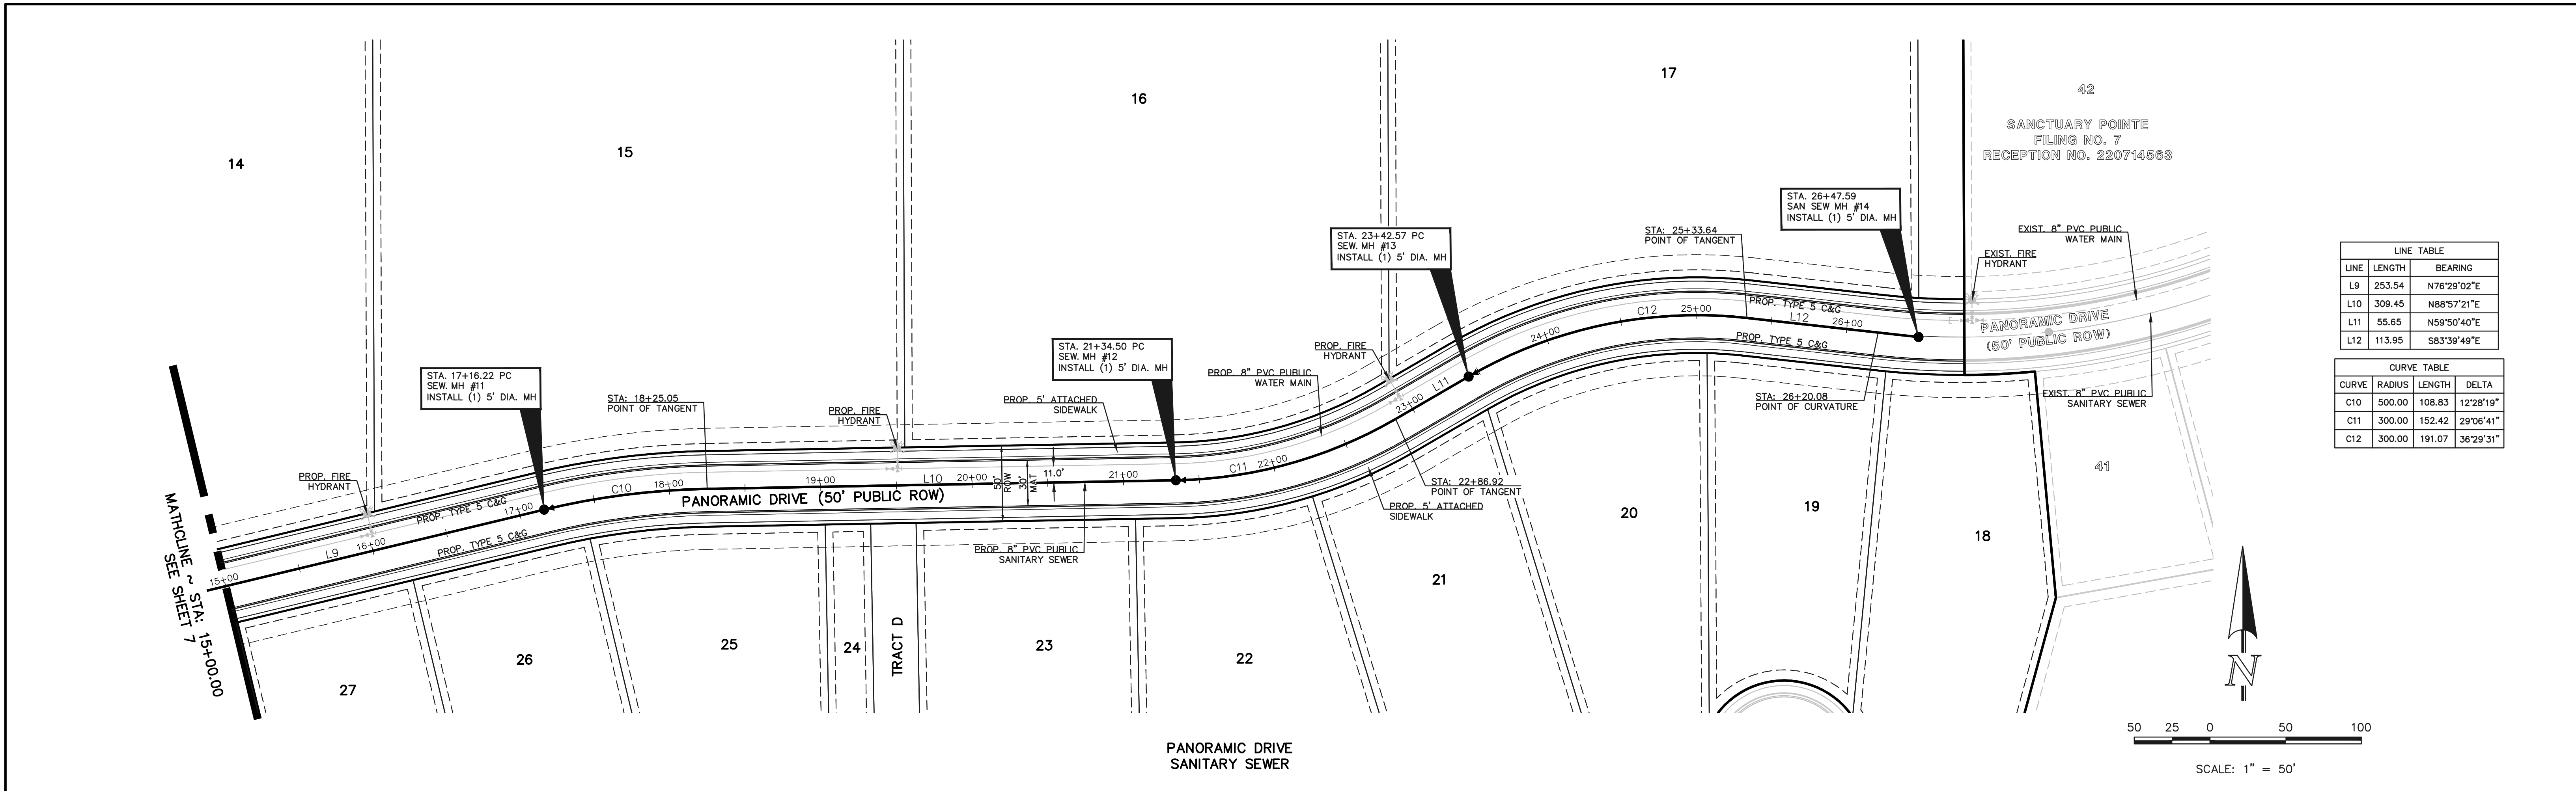 14
15
16
17
42
SANCTUARY POINTE
FILING NO. 7
RECEPTION NO. 220714563
STA. 26+47.59
SAN SEW MH #14
INSTALL (1) 5' DIA. MH
STA: 25+33.64
POINT OF TANGENT
STA. 23+42.57 PC
SEW. MH #13
INSTALL (1) 5' DIA. MH
EXIST. 8" PVC PUBLIC
WATER MAIN
EXIST. FIRE
HYDRANT
STA. 21+34.50 PC
SEW. MH #12
INSTALL (1) 5' DIA. MH
STA. 17+16.22 PC
SEW. MH #11
INSTALL (1) 5' DIA. MH
STA: 18+25.05
POINT OF TANGENT
PROP. FIRE
HYDRANT
PROP. FIRE
HYDRANT
PROP. FIRE
HYDRANT
PROP. 5' ATTACHED
SIDEWALK
PROP. 8" PVC PUBLIC
WATER MAIN
PROP. TYPE 5 C&G
PROP. TYPE 5 C&G
PROP. TYPE 5 C&G
PROP. TYPE 5 C&G
15+00
L9
16+00
17+00
C10
18+00
19+00
L10
20+00
21+00
C11
22+00
23+00
L11
24+00
C12
25+00
L12
26+00
50'
ROW
30'
MAT
11.0'
PANORAMIC DRIVE (50' PUBLIC ROW)
PANORAMIC DRIVE
(50' PUBLIC ROW)
STA: 26+20.08
POINT OF CURVATURE
EXIST. 8" PVC PUBLIC
SANITARY SEWER
STA: 22+86.92
POINT OF TANGENT
PROP. 5' ATTACHED
SIDEWALK
PROP. 8" PVC PUBLIC
SANITARY SEWER
MATHCLINE ~ STA: 15+00.00
SEE SHEET 7
27
26
25
24
TRACT D
23
22
21
20
19
18
41
LINE TABLE
LINE LENGTH BEARING
L9 253.54 N76°29'02"E
L10 309.45 N88°57'21"E
L11 55.65 N59°50'40"E
L12 113.95 S83°39'49"E
CURVE TABLE
CURVE RADIUS LENGTH DELTA
C10 500.00 108.83 12°28'19"
C11 300.00 152.42 29°06'41"
C12 300.00 191.07 36°29'31"
N
50 25 0 50 100
SCALE: 1" = 50'
PANORAMIC DRIVE
SANITARY SEWER